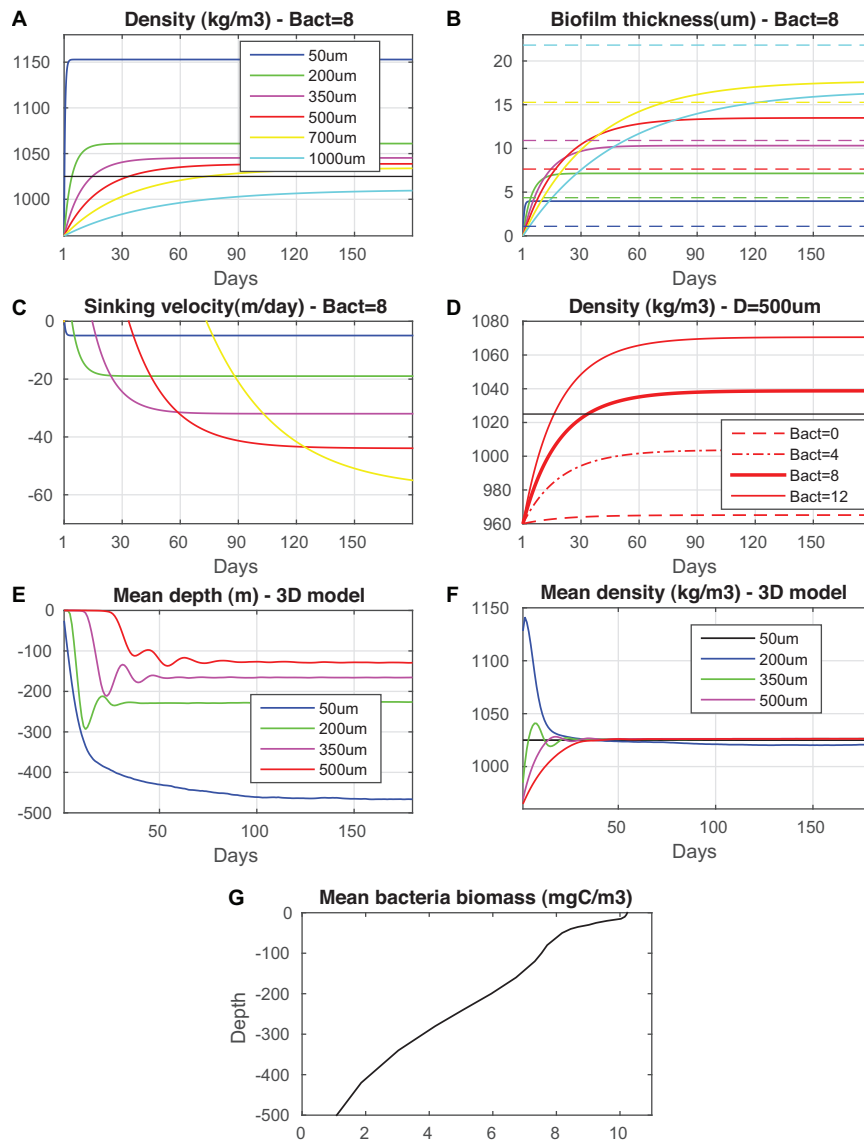 A Density (kg/m3) - Bact=8
1150
1100
1050
1000
50um
200um
350um
500um
700um
1000um
1 30 60 90 120 150
Days
B Biofilm thickness(um) - Bact=8
20
15
10
5
0
1 30 60 90 120 150
Days
C Sinking velocity(m/day) - Bact=8
0
-20
-40
-60
1 30 60 90 120 150
Days
D Density (kg/m3) - D=500um
1080
1060
1040
1020
1000
980
960
Bact=0
Bact=4
Bact=8
Bact=12
1 30 60 90 120 150
Days
E Mean depth (m) - 3D model
0
-100
-200
-300
-400
-500
50um
200um
350um
500um
50 100 150
Days
F Mean density (kg/m3) - 3D model
1150
1100
1050
1000
50um
200um
350um
500um
50 100 150
Days
G Mean bacteria biomass (mgC/m3)
Depth
0
-100
-200
-300
-400
-500
0 2 4 6 8 10